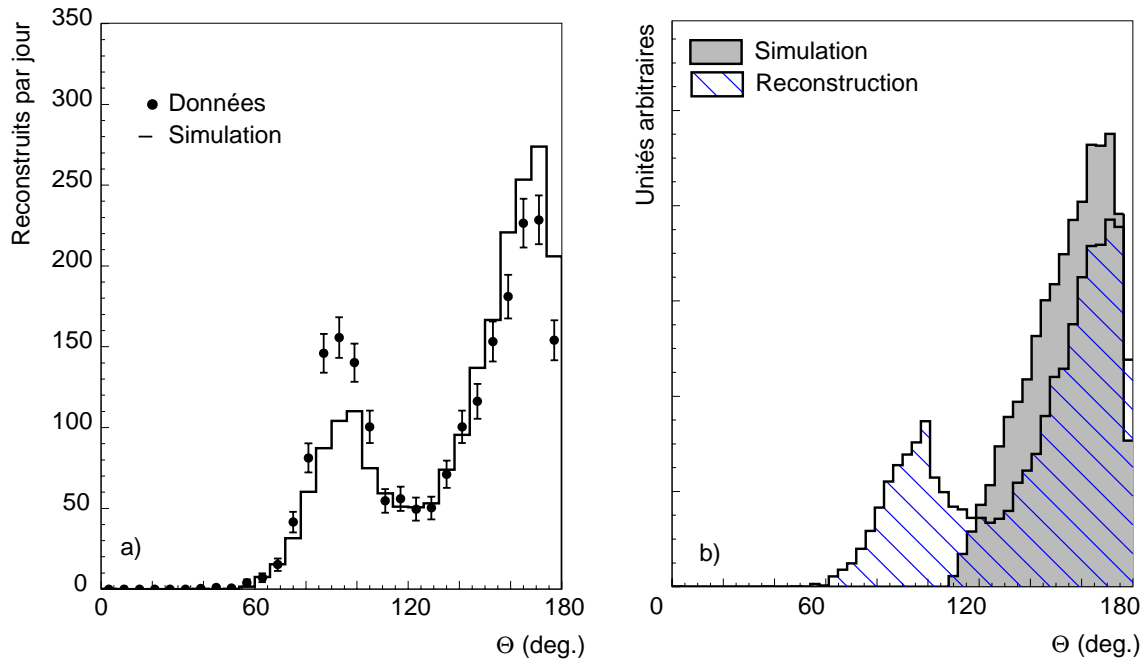 Reconstruits par jour
350
300
250
200
150
100
50
0
Données
Simulation
a)
0
60
120
180
Θ (deg.)
Unités arbitraires
Simulation
Reconstruction
b)
0
60
120
180
Θ (deg.)